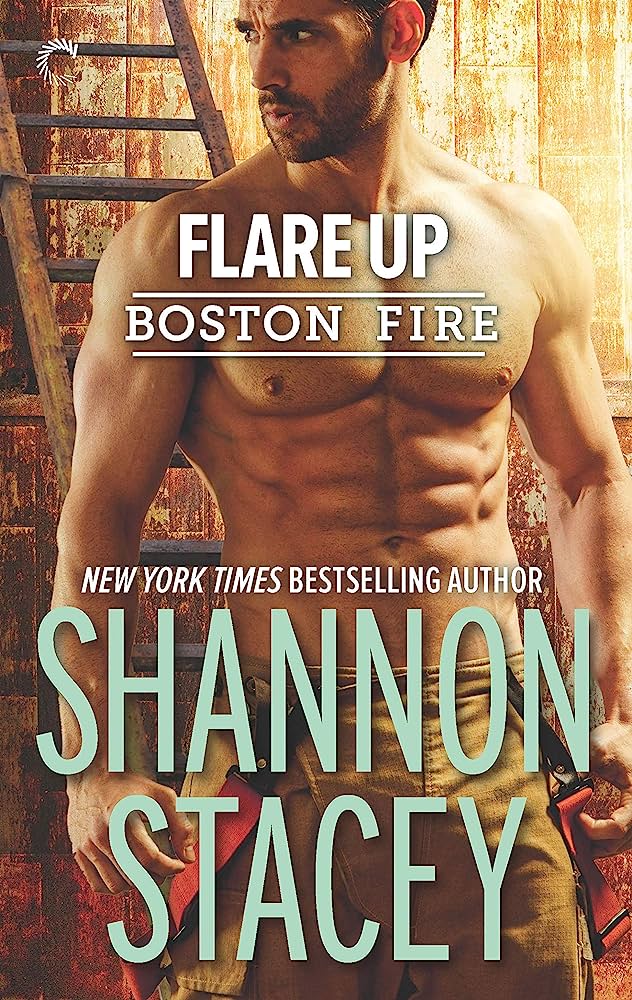 FLARE UP
BOSTON FIRE
NEW YORK TIMES BESTSELLING AUTHOR
SHANNON
STACEY